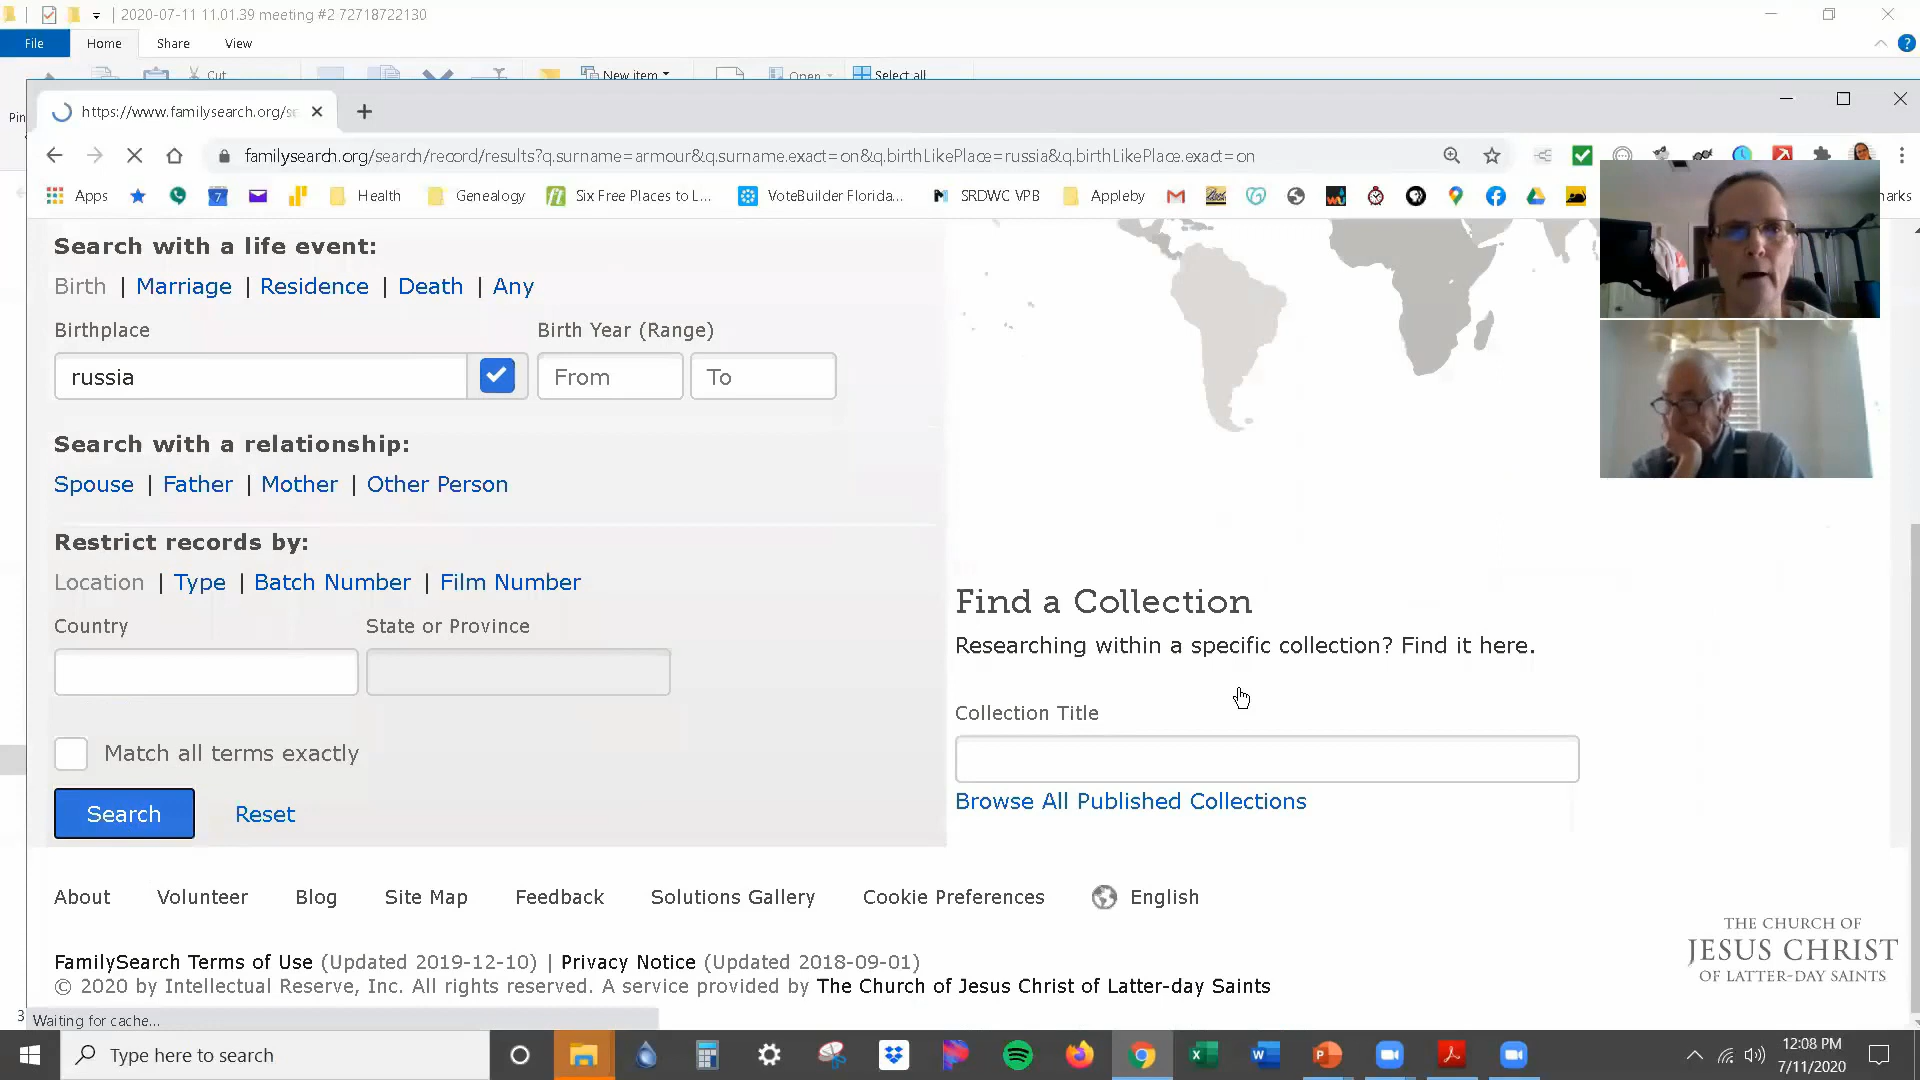 2020-07-11 11.01.39 meeting #2 72718722130
File Home Share View
Cut New item Open Select all
https://www.familysearch.org/se
familysearch.org/search/record/results?q.surname=armour&q.surname.exact=on&q.birthLikePlace=russia&q.birthLikePlace.exact=on
Apps Health Genealogy Six Free Places to L... VoteBuilder Florida... SRDWC VPB Appleby
Search with a life event:
Birth | Marriage | Residence | Death | Any
Birthplace Birth Year (Range)
russia From To
Search with a relationship:
Spouse | Father | Mother | Other Person
Restrict records by:
Location | Type | Batch Number | Film Number
Country State or Province
Match all terms exactly
Search Reset
Find a Collection
Researching within a specific collection? Find it here.
Collection Title
Browse All Published Collections
About Volunteer Blog Site Map Feedback Solutions Gallery Cookie Preferences English
THE CHURCH OF
JESUS CHRIST
OF LATTER-DAY SAINTS
FamilySearch Terms of Use (Updated 2019-12-10) | Privacy Notice (Updated 2018-09-01)
© 2020 by Intellectual Reserve, Inc. All rights reserved. A service provided by The Church of Jesus Christ of Latter-day Saints
Waiting for cache...
Type here to search
12:08 PM
7/11/2020